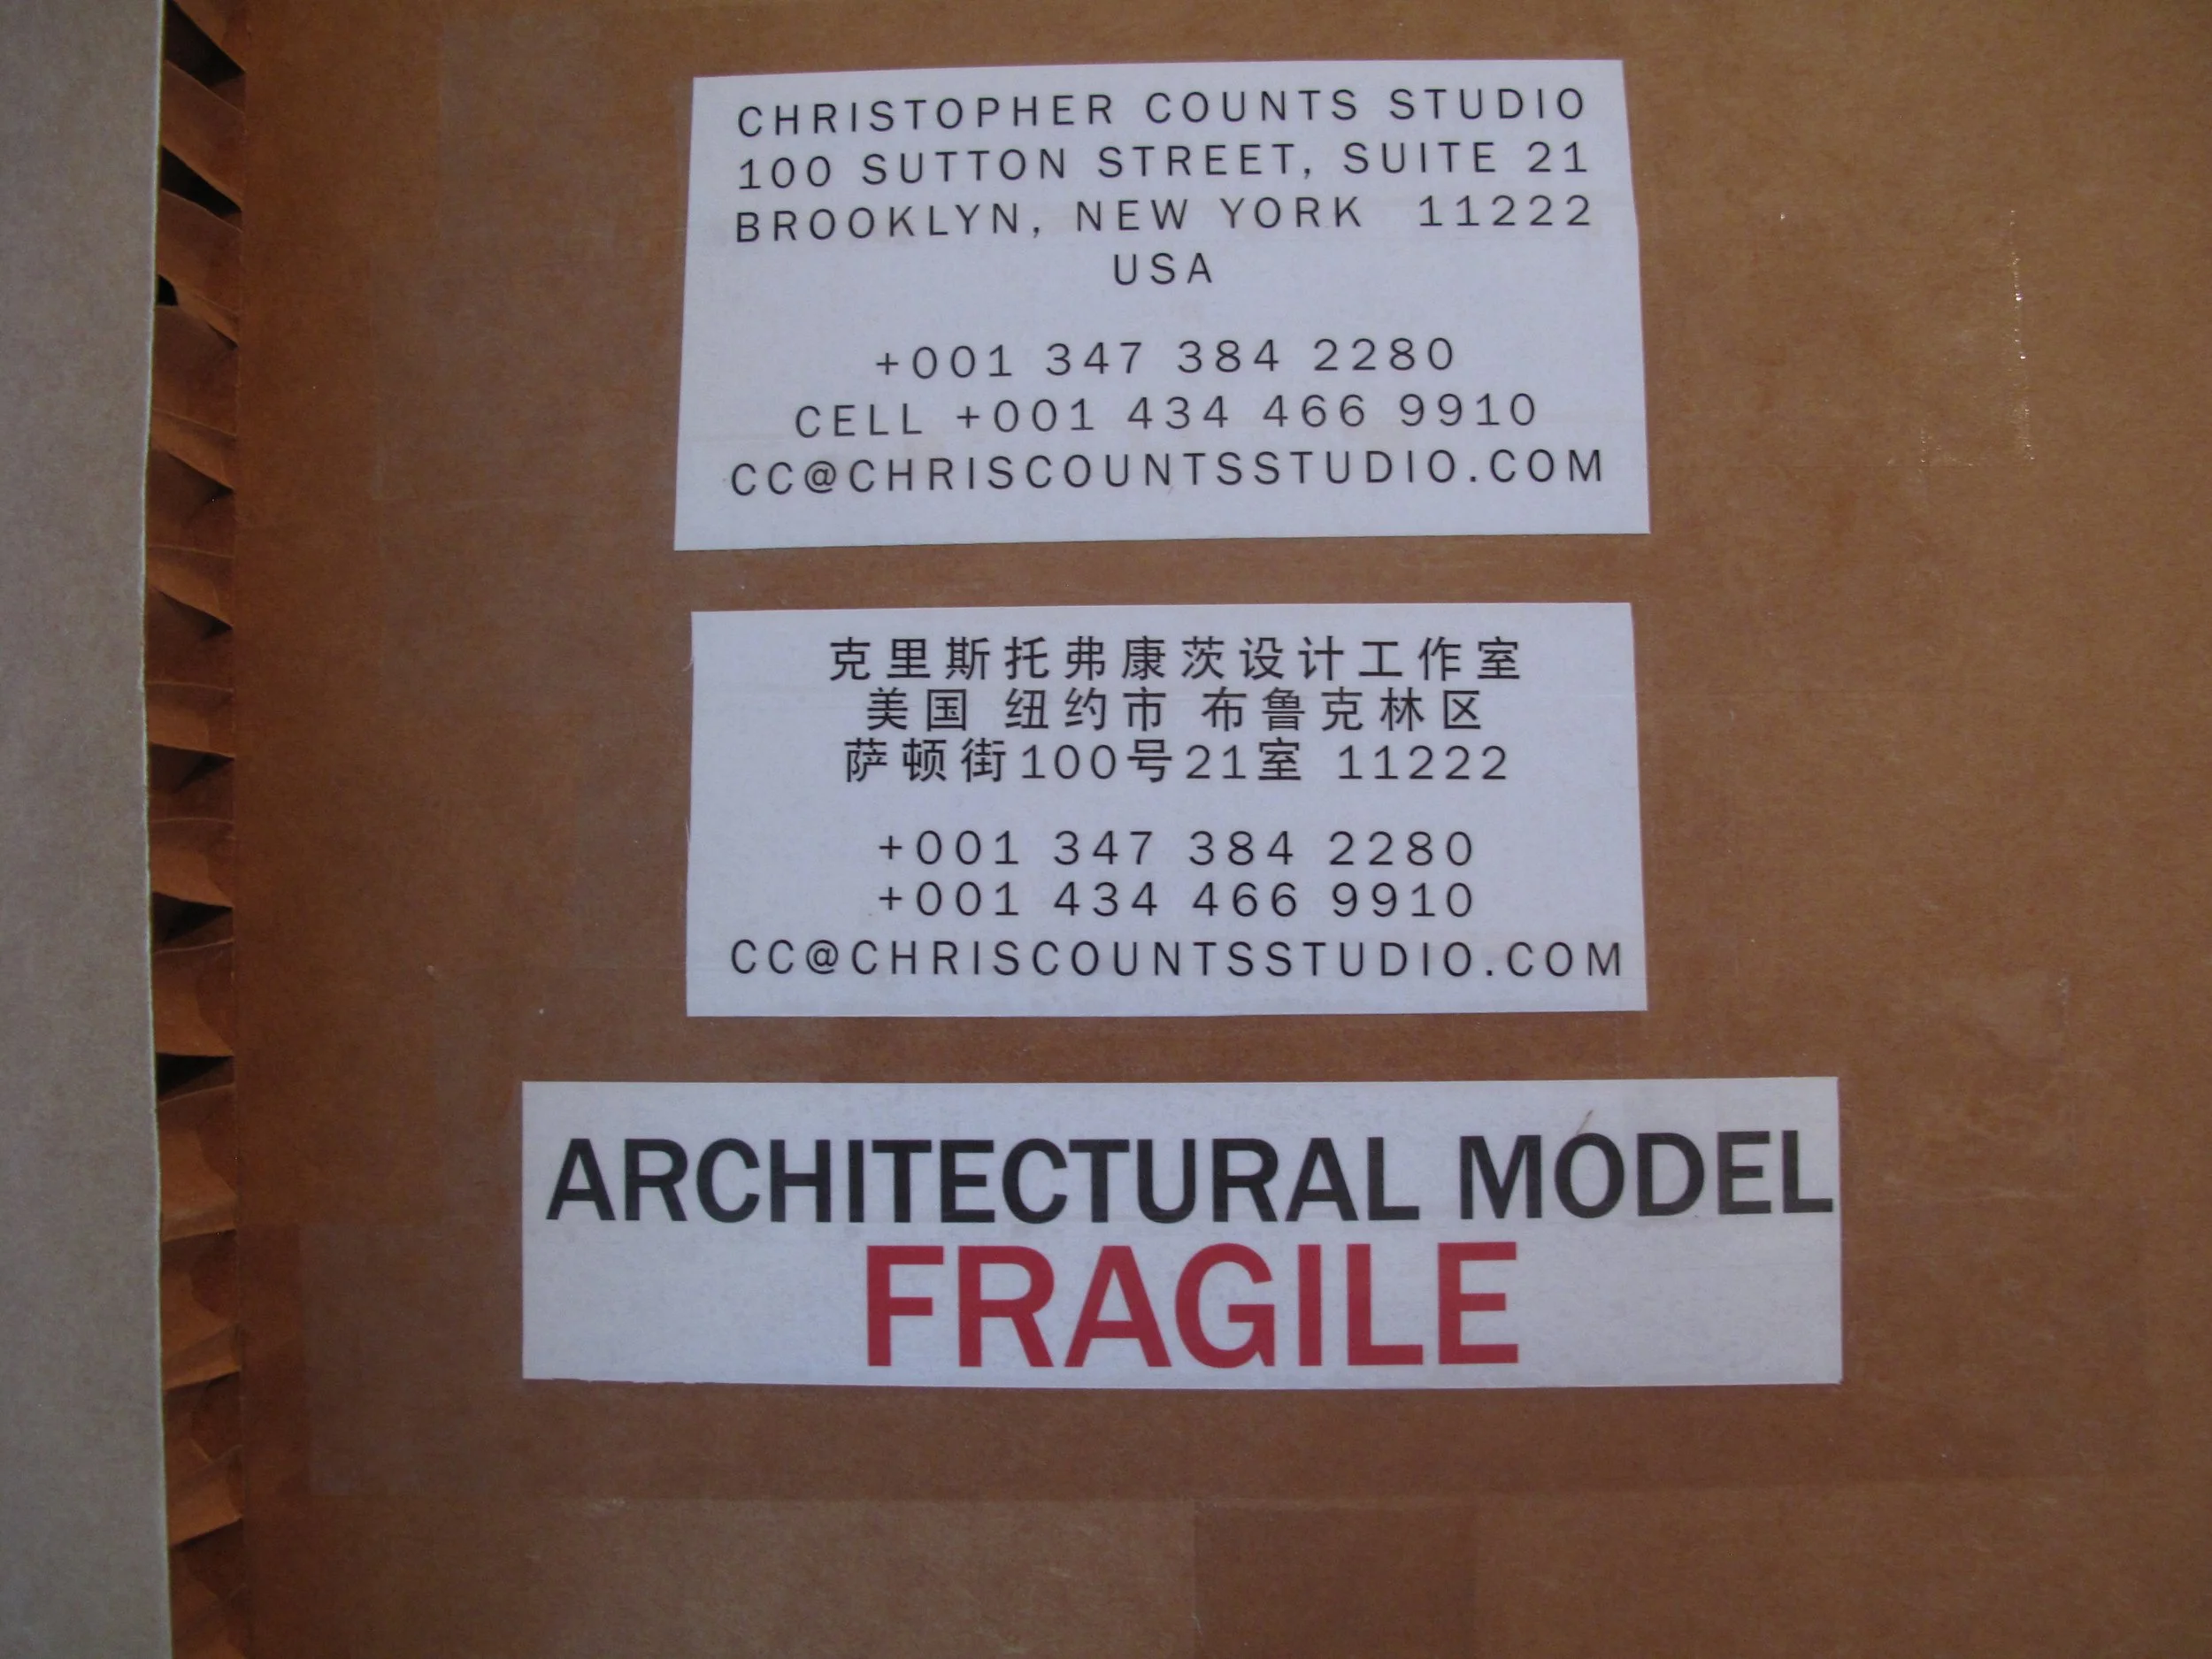 CHRISTOPHER COUNTS STUDIO
100 SUTTON STREET, SUITE 21
BROOKLYN, NEW YORK 11222
USA
+001 347 384 2280
CELL +001 434 466 9910
CC@CHRISCOUNTSSTUDIO.COM
克里斯托弗康茨设计工作室
美国 纽约市 布鲁克林区
萨顿街100号21室 11222
+001 347 384 2280
+001 434 466 9910
CC@CHRISCOUNTSSTUDIO.COM
ARCHITECTURAL MODEL
FRAGILE